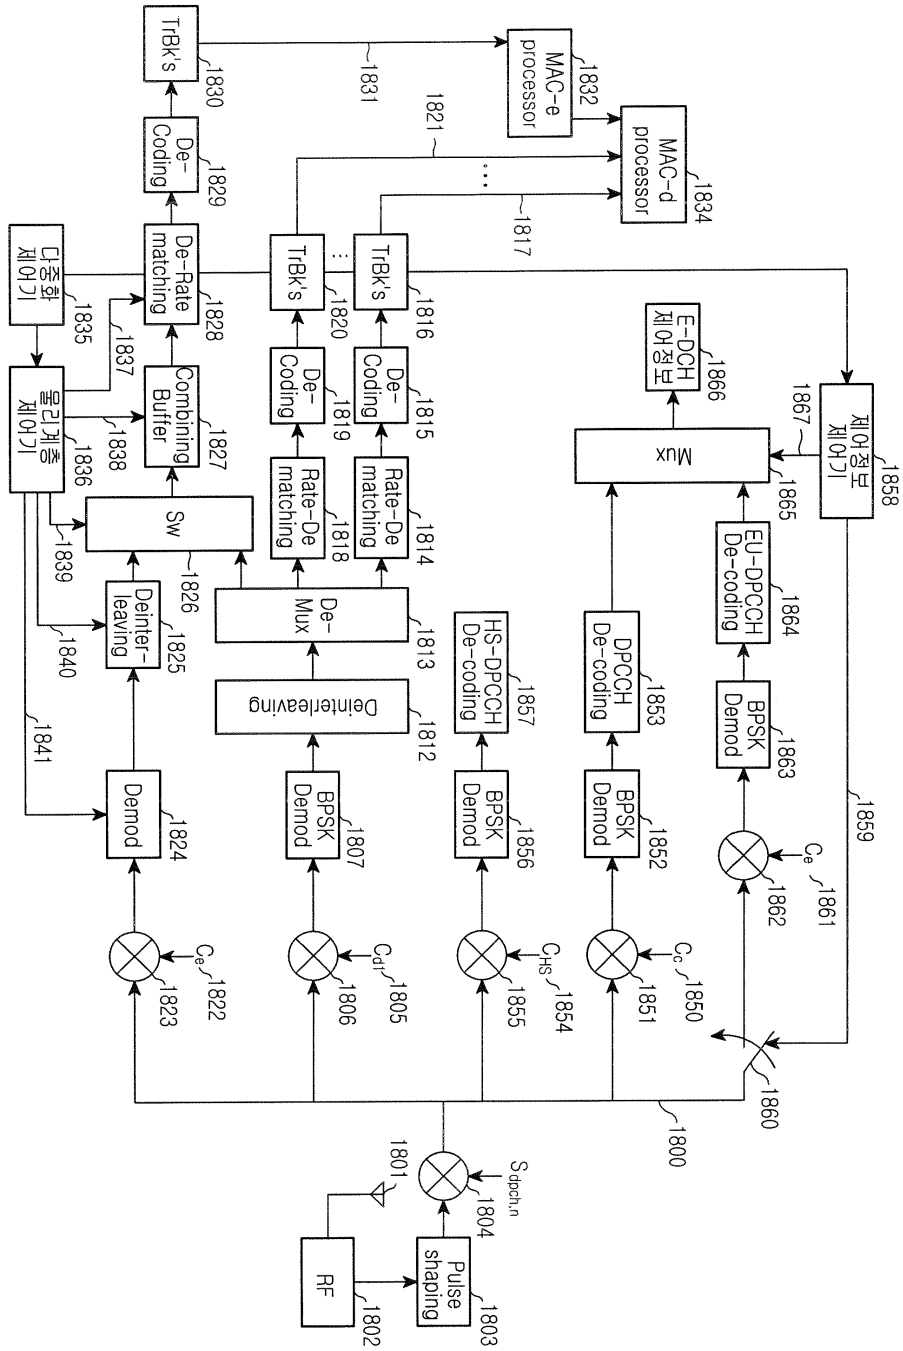 제어정보
제어기
1858
1859
1867
E-DCH
제어정보
1866
Mux
1865
EU-DPCCH
De-coding
1864
BPSK
Demod
1863
1862
Ce
1861
1860
DPCCH
De-coding
1853
BPSK
Demod
1852
1851
Cc
1850
1800
MAC-d
processor
1834
MAC-e
processor
1832
HS-DPCCH
De-coding
1857
BPSK
Demod
1856
1855
CHS
1854
Sdpch,n
1804
Pulse
shaping
1803
1831
1821
...
1817
TrBk's
1816
De-
Coding
1815
Rate-De
matching
1814
...
TrBk's
1820
De-
Coding
1819
Rate-De
matching
1818
De-
Mux
1813
Deinterleaving
1812
BPSK
Demod
1807
1806
Cd1
1805
1801
RF
1802
TrBk's
1830
De-
Coding
1829
De-Rate
matching
1828
Combining
Buffer
1827
Sw
1826
Deinter-
leaving
1825
Demod
1824
1823
Ce
1822
1837
1838
1839
1840
1841
다중화
제어기
1835
물리계층
제어기
1836